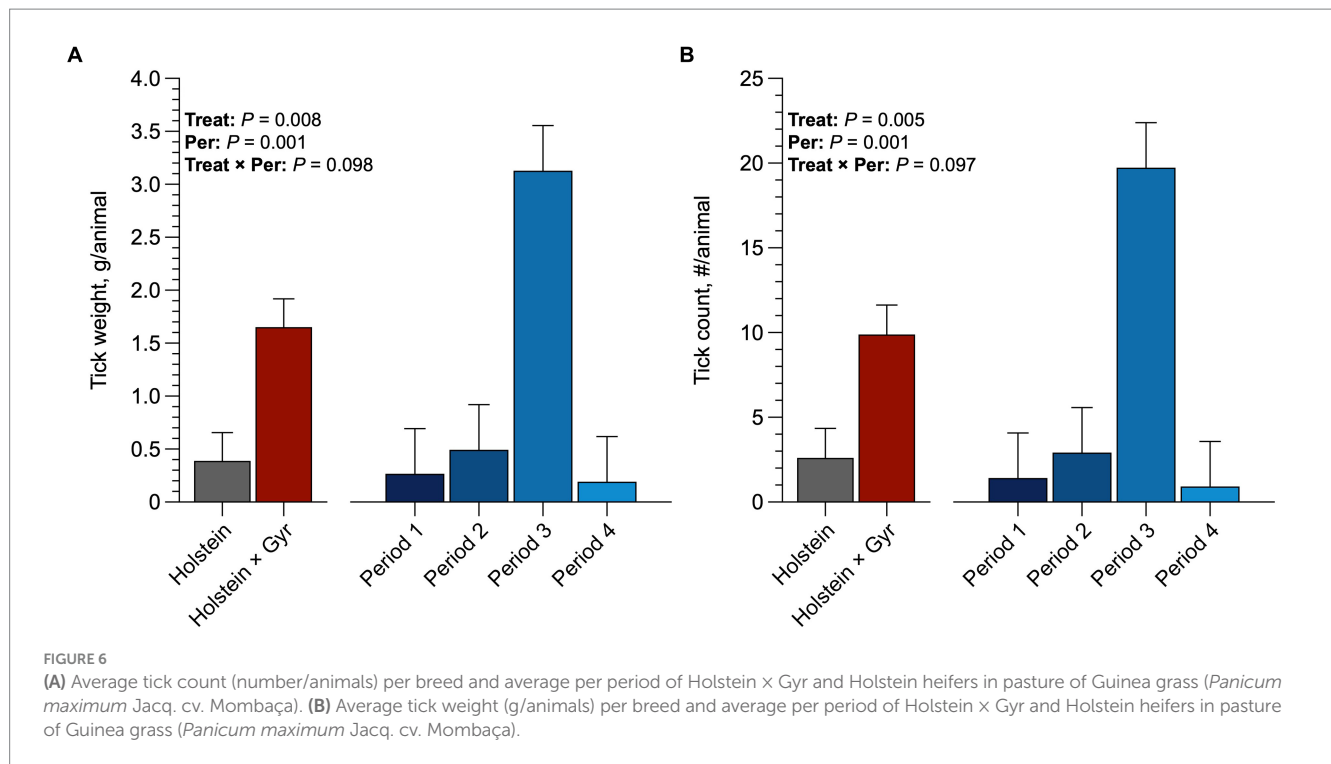 A
4.0
3.5
3.0
2.5
2.0
1.5
1.0
0.5
0
Tick weight, g/animal
Treat: P = 0.008
Per: P = 0.001
Treat × Per: P = 0.098
Holstein
Holstein × Gyr
Period 1
Period 2
Period 3
Period 4
B
25
20
15
10
5
0
Tick count, #/animal
Treat: P = 0.005
Per: P = 0.001
Treat × Per: P = 0.097
Holstein
Holstein × Gyr
Period 1
Period 2
Period 3
Period 4
FIGURE 6
(A) Average tick count (number/animals) per breed and average per period of Holstein × Gyr and Holstein heifers in pasture of Guinea grass (Panicum
maximum Jacq. cv. Mombaça). (B) Average tick weight (g/animals) per breed and average per period of Holstein × Gyr and Holstein heifers in pasture
of Guinea grass (Panicum maximum Jacq. cv. Mombaça).